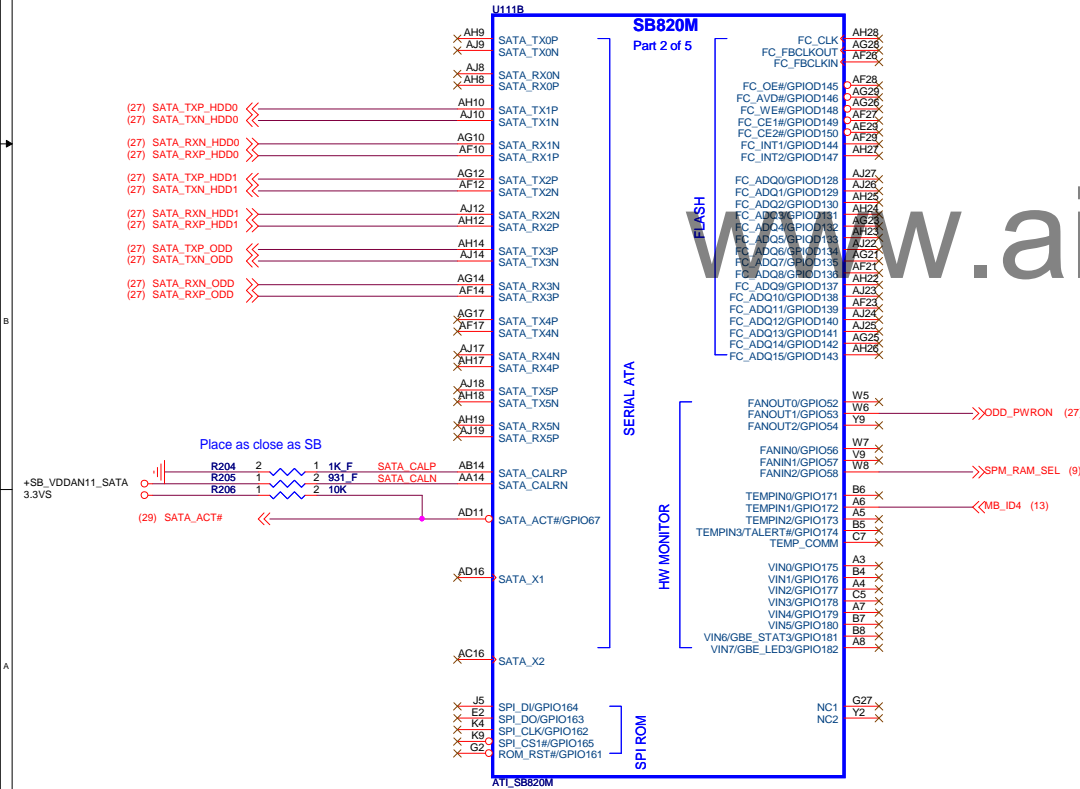 U111B
SB820M
Part 2 of 5
AH9 SATA_TX0P
AJ9 SATA_TX0N
AJ8 SATA_RX0N
AH8 SATA_RX0P
(27) SATA_TXP_HDD0 AH10 SATA_TX1P
(27) SATA_TXN_HDD0 AJ10 SATA_TX1N
(27) SATA_RXN_HDD0 AG10 SATA_RX1N
(27) SATA_RXP_HDD0 AF10 SATA_RX1P
(27) SATA_TXP_HDD1 AG12 SATA_TX2P
(27) SATA_TXN_HDD1 AF12 SATA_TX2N
(27) SATA_RXN_HDD1 AJ12 SATA_RX2N
(27) SATA_RXP_HDD1 AH12 SATA_RX2P
(27) SATA_TXP_ODD AH14 SATA_TX3P
(27) SATA_TXN_ODD AJ14 SATA_TX3N
(27) SATA_RXN_ODD AG14 SATA_RX3N
(27) SATA_RXP_ODD AF14 SATA_RX3P
AG17 SATA_TX4P
AF17 SATA_TX4N
AJ17 SATA_RX4N
AH17 SATA_RX4P
AJ18 SATA_TX5P
AH18 SATA_TX5N
AH19 SATA_RX5N
AJ19 SATA_RX5P
Place as close as SB
R204 2 1 1K_F SATA_CALP AB14 SATA_CALRP
+SB_VDDAN11_SATA R205 1 2 931_F SATA_CALN AA14 SATA_CALRN
3.3VS R206 1 2 10K
(29) SATA_ACT# AD11 SATA_ACT#/GPIO67
AD16 SATA_X1
AC16 SATA_X2
J5 SPI_DI/GPIO164
E2 SPI_DO/GPIO163
K4 SPI_CLK/GPIO162
K9 SPI_CS1#/GPIO165
G2 ROM_RST#/GPIO161
SERIAL ATA
SPI ROM
FLASH
HW MONITOR
FC_CLK AH28
FC_FBCLKOUT AG28
FC_FBCLKIN AF26
FC_OE#/GPIOD145 AF28
FC_AVD#/GPIOD146 AG29
FC_WE#/GPIOD148 AG26
FC_CE1#/GPIOD149 AF27
FC_CE2#/GPIOD150 AE29
FC_INT1/GPIOD144 AF29
FC_INT2/GPIOD147 AH27
FC_ADQ0/GPIOD128 AJ27
FC_ADQ1/GPIOD129 AJ26
FC_ADQ2/GPIOD130 AH25
FC_ADQ3/GPIOD131 AH24
FC_ADQ4/GPIOD132 AG23
FC_ADQ5/GPIOD133 AH23
FC_ADQ6/GPIOD134 AJ22
FC_ADQ7/GPIOD135 AG21
FC_ADQ8/GPIOD136 AF21
FC_ADQ9/GPIOD137 AH22
FC_ADQ10/GPIOD138 AJ23
FC_ADQ11/GPIOD139 AF23
FC_ADQ12/GPIOD140 AJ24
FC_ADQ13/GPIOD141 AJ25
FC_ADQ14/GPIOD142 AG25
FC_ADQ15/GPIOD143 AH26
FANOUT0/GPIO52 W5
FANOUT1/GPIO53 W6 ODD_PWRON (27
FANOUT2/GPIO54 Y9
FANIN0/GPIO56 W7
FANIN1/GPIO57 V9
FANIN2/GPIO58 W8 SPM_RAM_SEL (9)
TEMPIN0/GPIO171 B6
TEMPIN1/GPIO172 A6 MB_ID4 (13)
TEMPIN2/GPIO173 A5
TEMPIN3/TALERT#/GPIO174 B5
TEMP_COMM C7
VIN0/GPIO175 A3
VIN1/GPIO176 B4
VIN2/GPIO177 A4
VIN3/GPIO178 C5
VIN4/GPIO179 A7
VIN5/GPIO180 B7
VIN6/GBE_STAT3/GPIO181 B8
VIN7/GBE_LED3/GPIO182 A8
NC1 G27
NC2 Y2
ATI_SB820M
B
A
www.ai